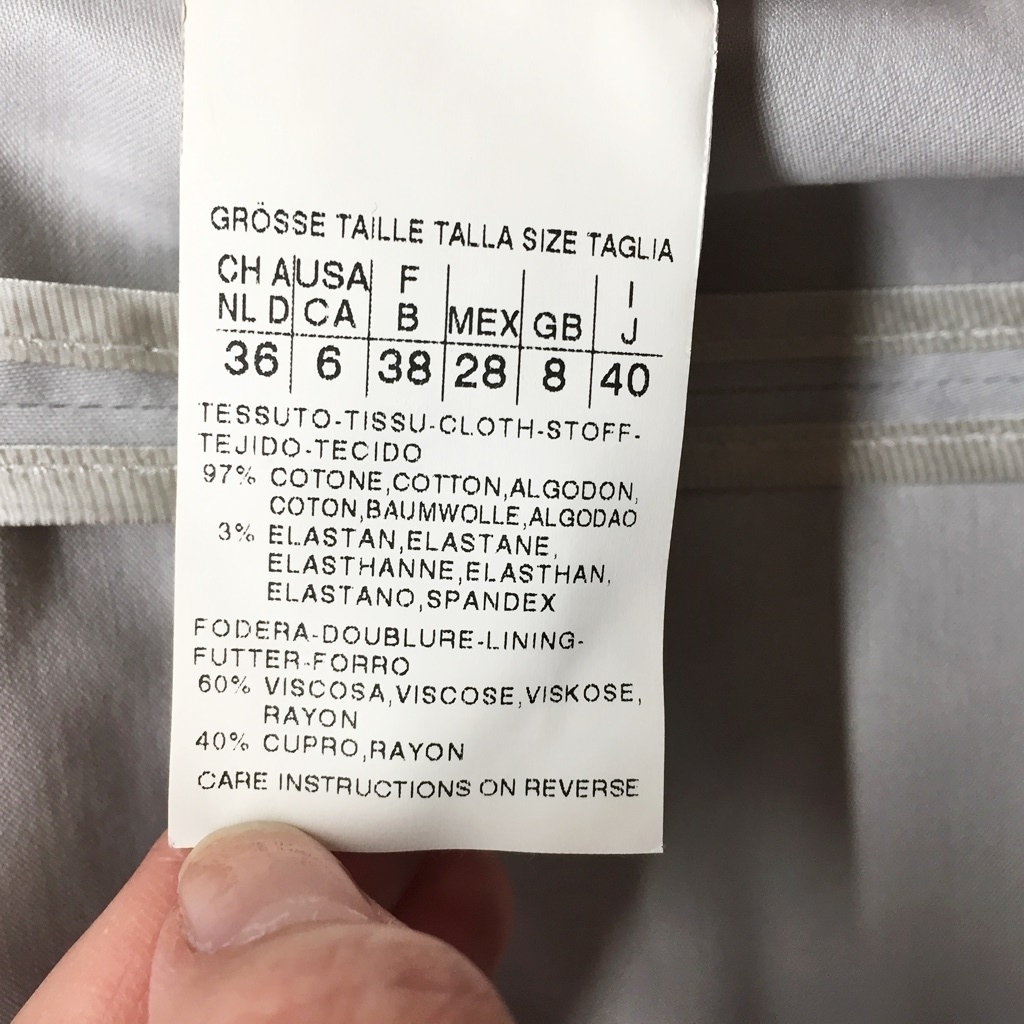 GRÖSSE TAILLE TALLA SIZE TAGLIA
CH A USA F I
NL D CA B MEX GB J
36 6 38 28 8 40
TESSUTO-TISSU-CLOTH-STOFF-
TEJIDO-TECIDO
97% COTONE,COTTON,ALGODON,
COTON,BAUMWOLLE,ALGODAO
3% ELASTAN,ELASTANE,
ELASTHANNE,ELASTHAN,
ELASTANO,SPANDEX
FODERA-DOUBLURE-LINING-
FUTTER-FORRO
60% VISCOSA,VISCOSE,VISKOSE,
RAYON
40% CUPRO,RAYON
CARE INSTRUCTIONS ON REVERSE